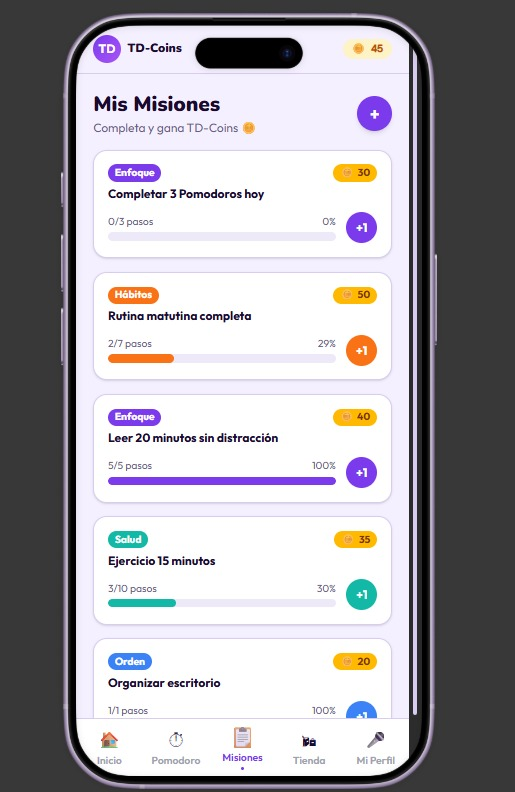 TD TD-Coins 45
Mis Misiones
+
Completa y gana TD-Coins
Enfoque 30
Completar 3 Pomodoros hoy
0/3 pasos 0%
+1
Hábitos 50
Rutina matutina completa
2/7 pasos 29%
+1
Enfoque 40
Leer 20 minutos sin distracción
5/5 pasos 100%
+1
Salud 35
Ejercicio 15 minutos
3/10 pasos 30%
+1
Orden 20
Organizar escritorio
1/1 pasos 100%
+1
Inicio Pomodoro Misiones Tienda Mi Perfil